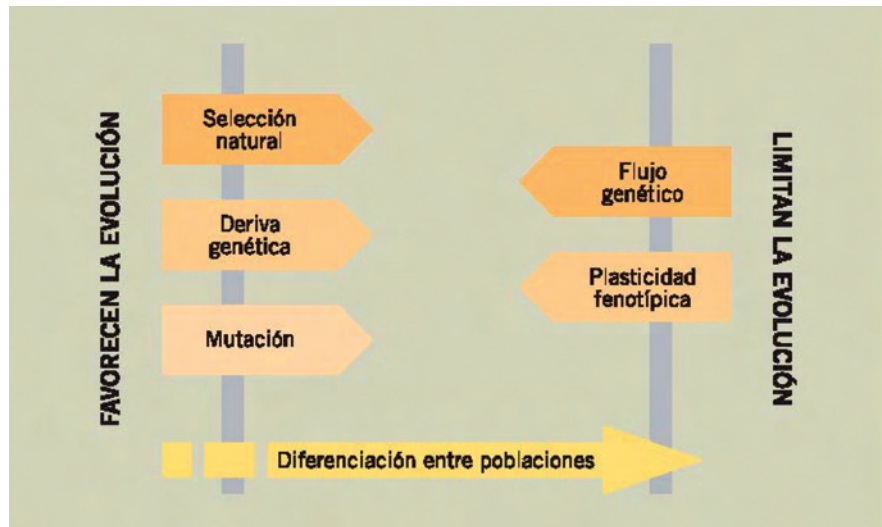 FAVORECEN LA EVOLUCIÓN
Selección
natural
Deriva
genética
Mutación
Flujo
genético
Plasticidad
fenotípica
LIMITAN LA EVOLUCIÓN
Diferenciación entre poblaciones